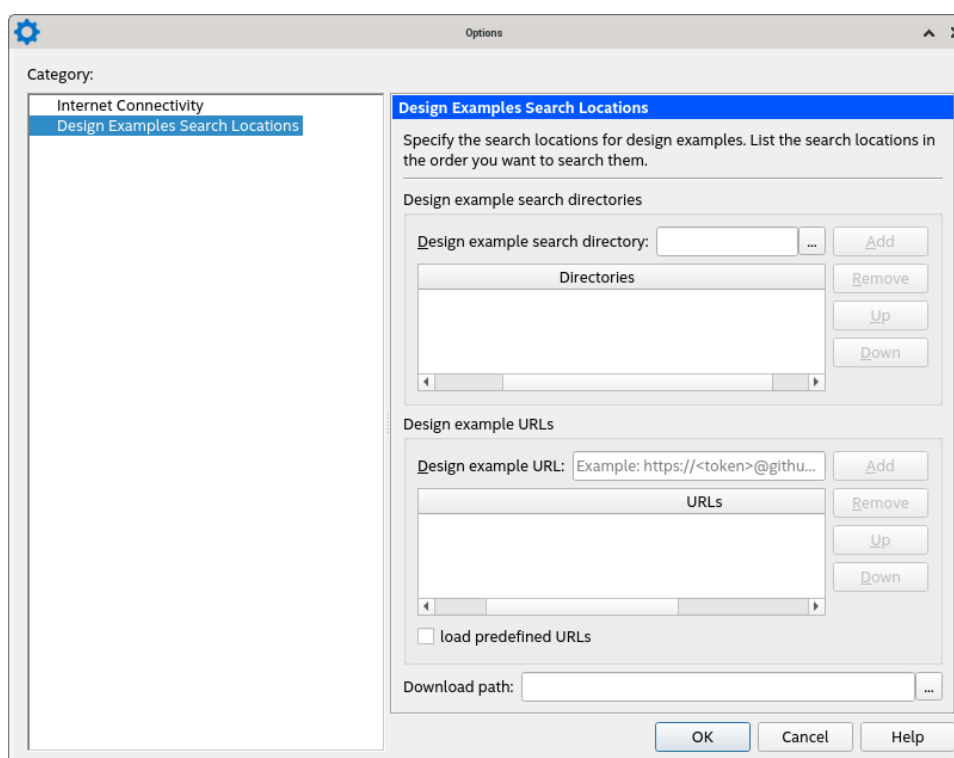 Options
Category:
Internet Connectivity
Design Examples Search Locations
Design Examples Search Locations
Specify the search locations for design examples. List the search locations in
the order you want to search them.
Design example search directories
Design example search directory:
...
Add
Directories
Remove
Up
Down
Design example URLs
Design example URL:
Example: https://<token>@githu...
Add
URLs
Remove
Up
Down
load predefined URLs
Download path:
...
OK
Cancel
Help